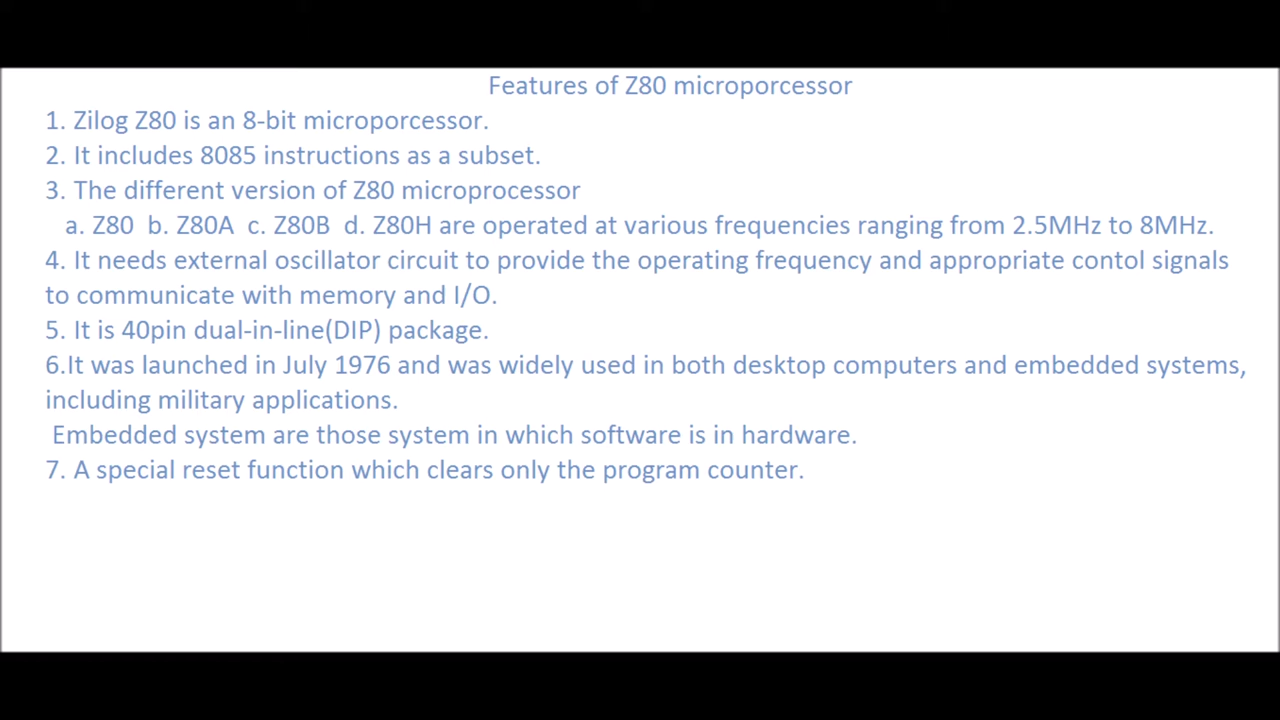 Features of Z80 microporcessor
1. Zilog Z80 is an 8-bit microporcessor.
2. It includes 8085 instructions as a subset.
3. The different version of Z80 microprocessor
a. Z80 b. Z80A c. Z80B d. Z80H are operated at various frequencies ranging from 2.5MHz to 8MHz.
4. It needs external oscillator circuit to provide the operating frequency and appropriate contol signals
to communicate with memory and I/O.
5. It is 40pin dual-in-line(DIP) package.
6.It was launched in July 1976 and was widely used in both desktop computers and embedded systems,
including military applications.
Embedded system are those system in which software is in hardware.
7. A special reset function which clears only the program counter.